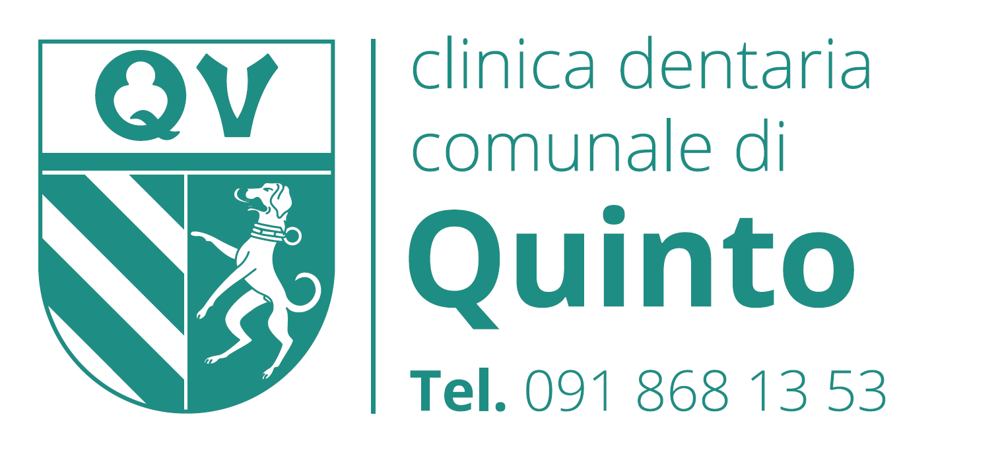 QV
clinica dentaria
comunale di
Quinto
Tel. 091 868 13 53